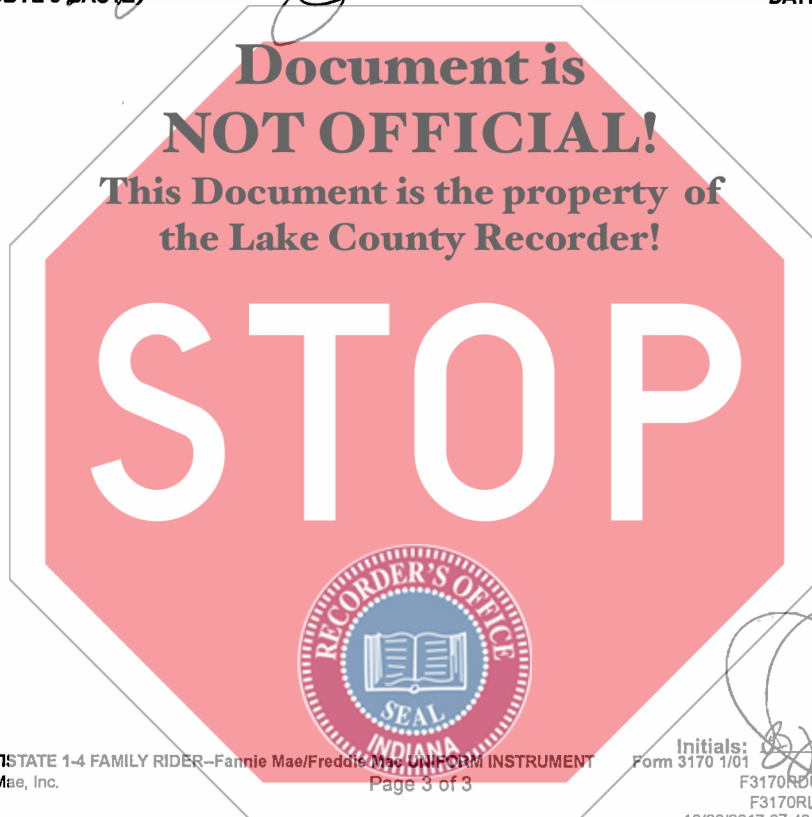 Document is
NOT OFFICIAL!
This Document is the property of
the Lake County Recorder!
STOP
RECORDER'S OFFICE
SEAL
INDIANA
Initials:
STATE 1-4 FAMILY RIDER--Fannie Mae/Freddie Mac UNIFORM INSTRUMENT Form 3170 1/01
Mae, Inc. Page 3 of 3 F3170RD
F3170RL